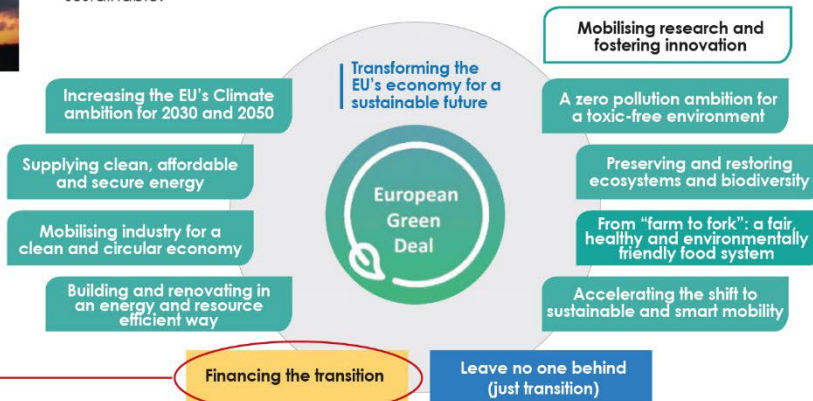 Mobilising research and
fostering innovation
Transforming the
EU's economy for a
sustainable future
Increasing the EU's Climate
ambition for 2030 and 2050
A zero pollution ambition for
a toxic-free environment
Supplying clean, affordable
and secure energy
Preserving and restoring
ecosystems and biodiversity
European
Green
Deal
Mobilising industry for a
clean and circular economy
From "farm to fork": a fair,
healthy and environmentally
friendly food system
Building and renovating in
an energy and resource
efficient way
Accelerating the shift to
sustainable and smart mobility
Financing the transition
Leave no one behind
(just transition)